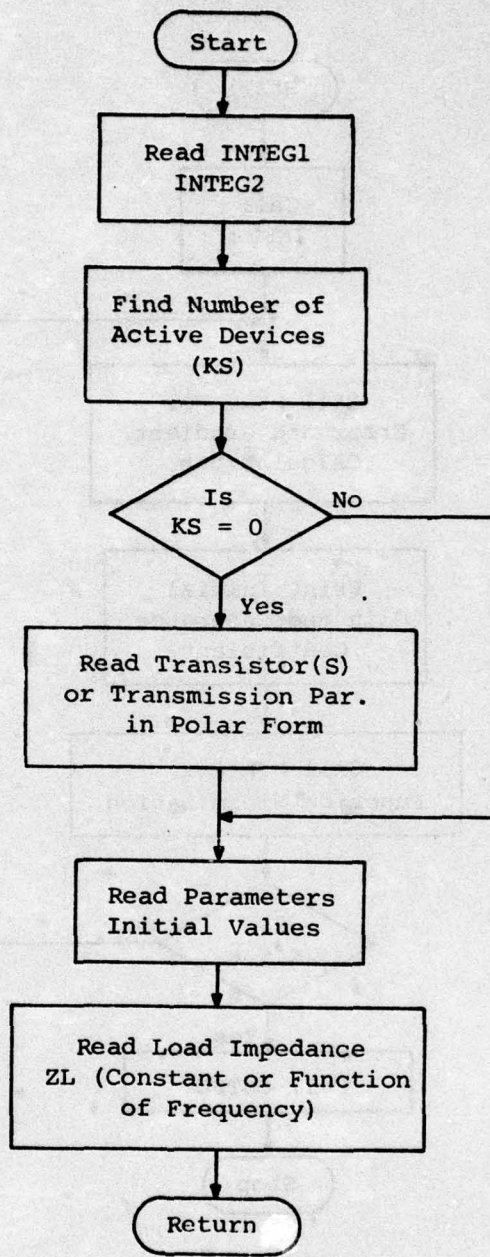 Start
Read INTEG1
INTEG2
Find Number of
Active Devices
(KS)
Is
KS = 0
No
Yes
Read Transistor(S)
or Transmission Par.
in Polar Form
Read Parameters
Initial Values
Read Load Impedance
ZL (Constant or Function
of Frequency)
Return